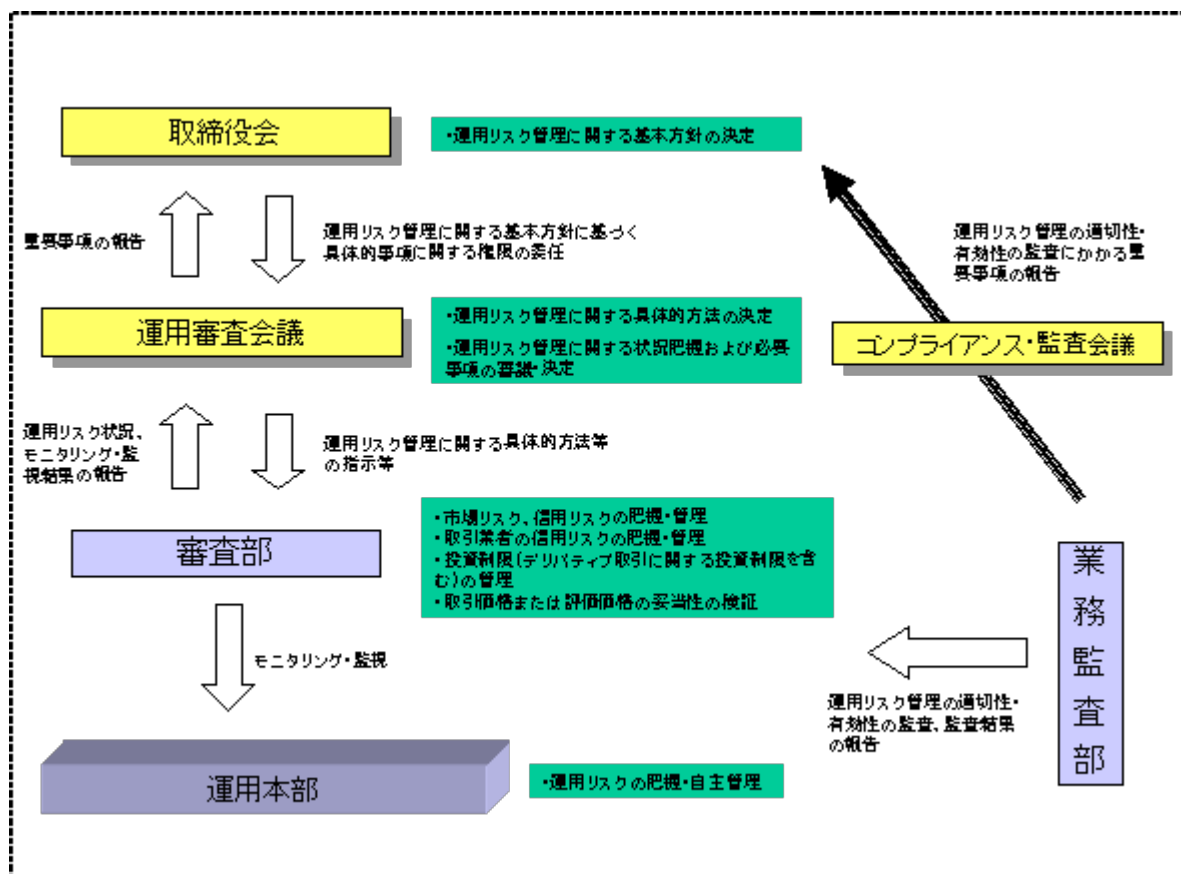 取締役会
・運用リスク管理に関する基本方針の決定
重要事項の報告
運用リスク管理に関する基本方針に基づく
具体的事項に関する権限の委任
運用リスク管理の適切性・
有効性の監査にかかる重
要事項の報告
運用審査会議
・運用リスク管理に関する具体的方法の決定
・運用リスク管理に関する状況把握および必要
事項の審議・決定
コンプライアンス・監査会議
運用リスク状況、
モニタリング・監
視結果の報告
運用リスク管理に関する具体的方法等
の指示等
審査部
・市場リスク、信用リスクの把握・管理
・取引業者の信用リスクの把握・管理
・投資制限(デリバティブ取引に関する投資制限を含
む)の管理
・取引価格または評価価格の妥当性の検証
業務監査部
モニタリング・監視
運用リスク管理の適切性・
有効性の監査、監査結果
の報告
運用本部
・運用リスクの把握・自主管理